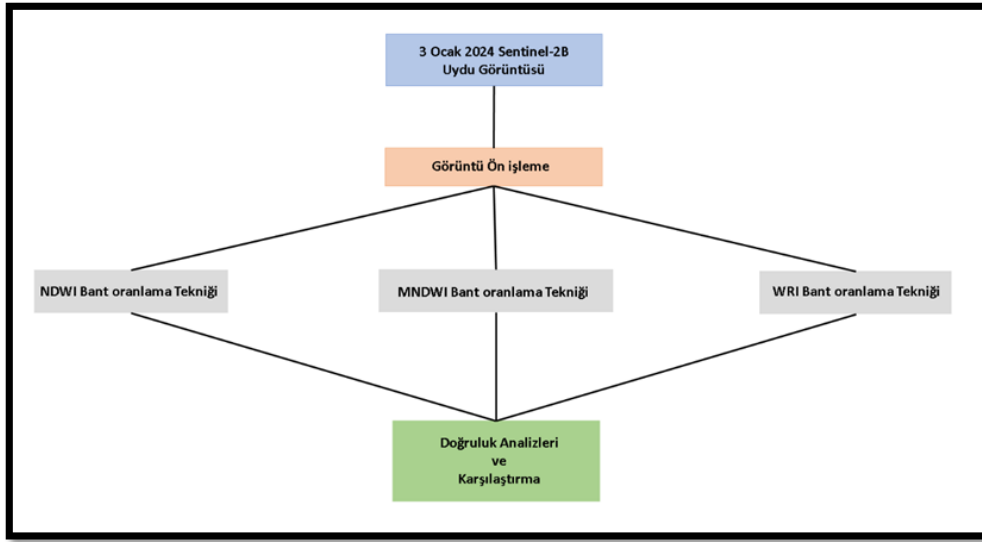 3 Ocak 2024 Sentinel-2B
Uydu Görüntüsü
Görüntü Ön işleme
NDWI Bant oranlama Tekniği
MNDWI Bant oranlama Tekniği
WRI Bant oranlama Tekniği
Doğruluk Analizleri
ve
Karşılaştırma